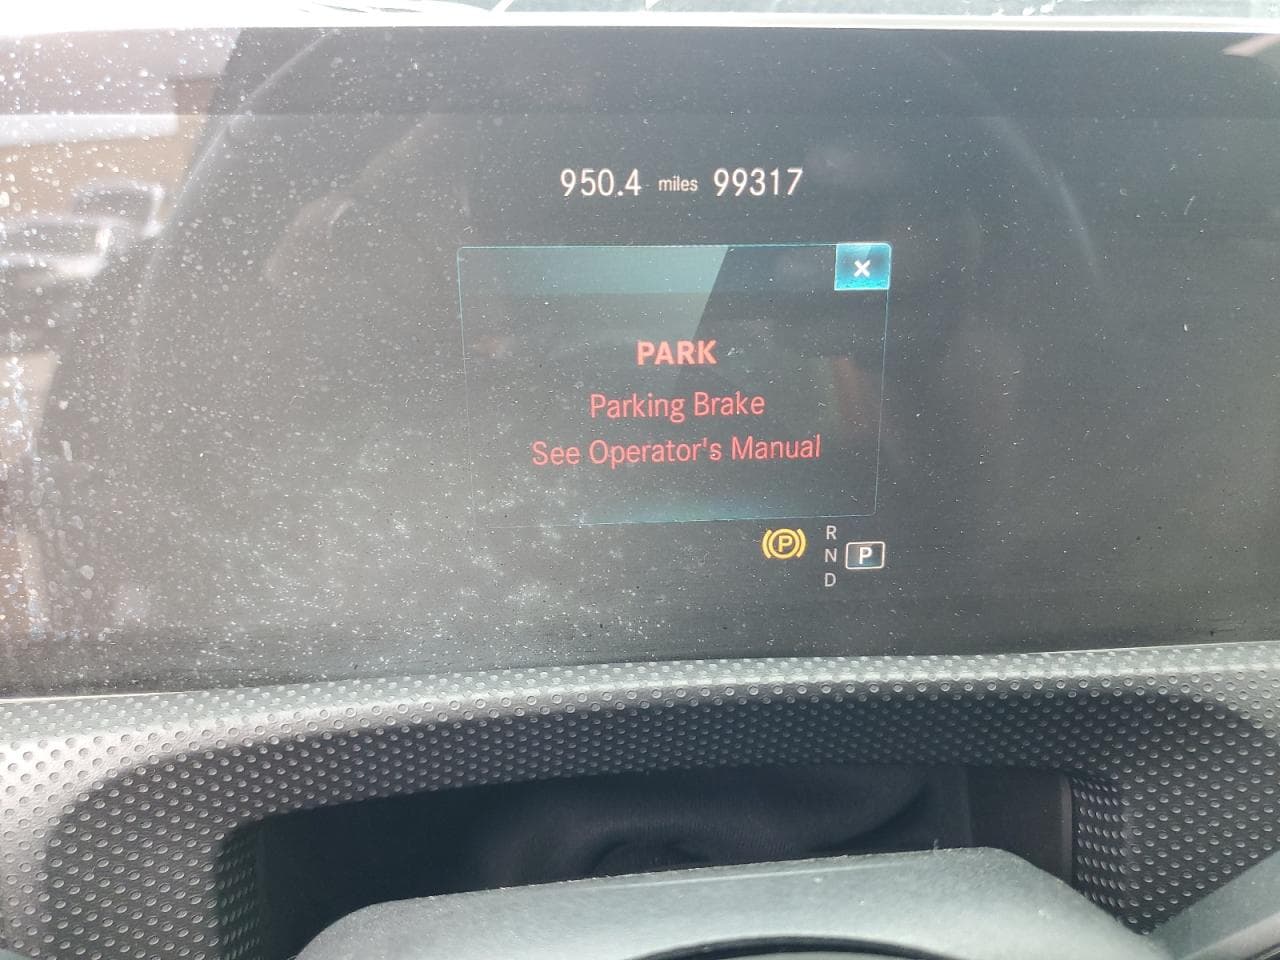 950.4 miles 99317
×
PARK
Parking Brake
See Operator's Manual
R
P N P
D